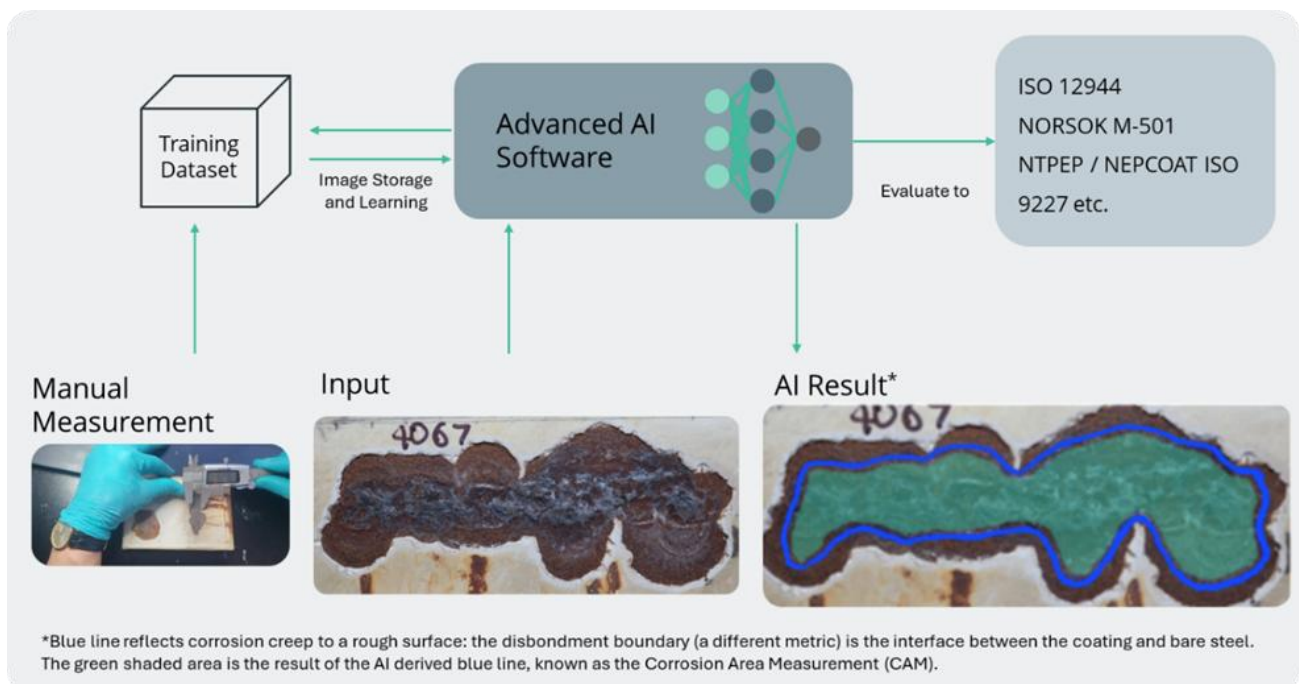 Training
Dataset
Image Storage
and Learning
Advanced AI
Software
Evaluate to
ISO 12944
NORSOK M-501
NTPEP / NEPCOAT ISO
9227 etc.
Manual
Measurement
Input
4067
AI Result*
4067
*Blue line reflects corrosion creep to a rough surface: the disbondment boundary (a different metric) is the interface between the coating and bare steel.
The green shaded area is the result of the AI derived blue line, known as the Corrosion Area Measurement (CAM).